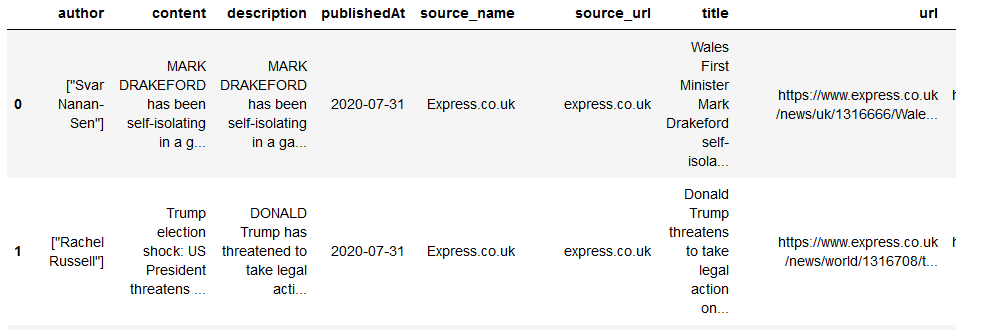 author content description publishedAt source_name source_url title url
0 ["Svar Nanan-Sen"] MARK DRAKEFORD has been self-isolating in a g... MARK DRAKEFORD has been self-isolating in a ga... 2020-07-31 Express.co.uk express.co.uk Wales First Minister Mark Drakeford self-isola... https://www.express.co.uk/news/uk/1316666/Wale... h
1 ["Rachel Russell"] Trump election shock: US President threatens ... DONALD Trump has threatened to take legal acti... 2020-07-31 Express.co.uk express.co.uk Donald Trump threatens to take legal action on... https://www.express.co.uk/news/world/1316708/t... h